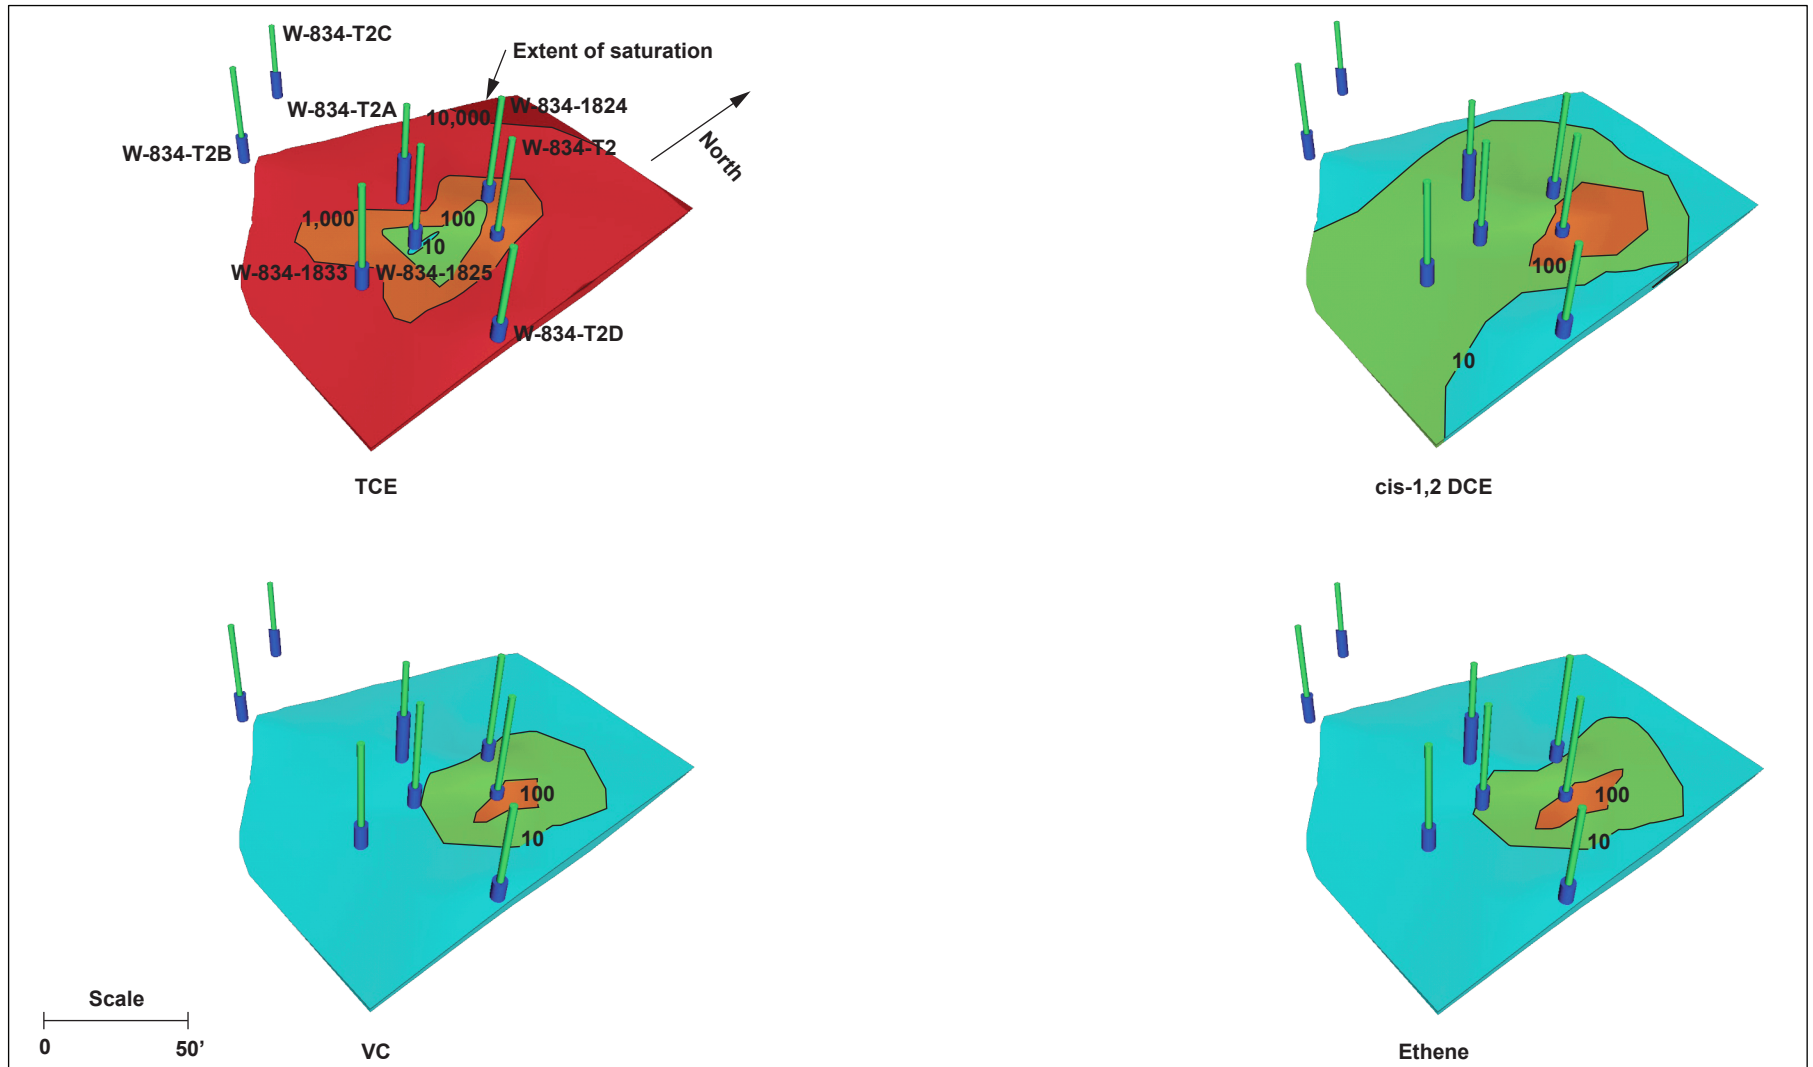 W-834-T2C
Extent of saturation
W-834-T2A
10,000
W-834-1824
W-834-T2B
W-834-T2
North
1,000
100
10
W-834-1833
W-834-1825
W-834-T2D
TCE
100
10
cis-1,2 DCE
100
10
Scale
0
50’
VC
100
10
Ethene